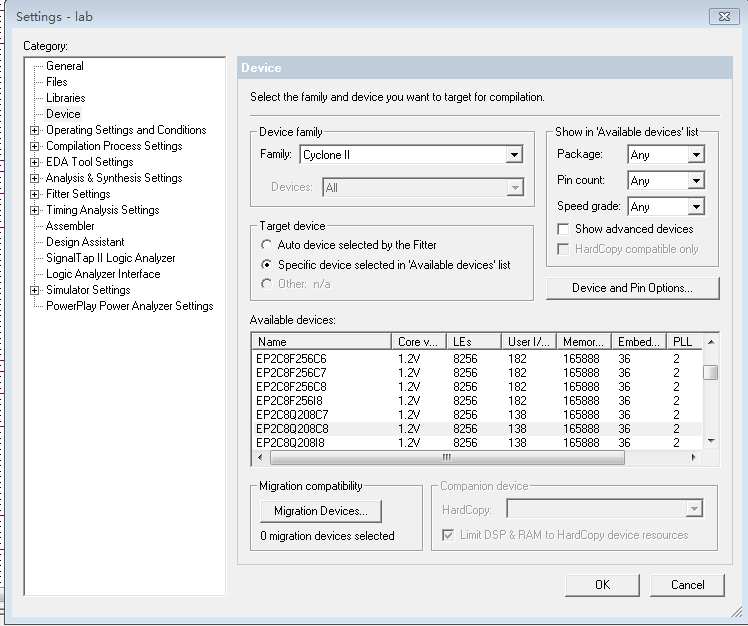 Settings - lab
Category:
General
Files
Libraries
Device
Operating Settings and Conditions
Compilation Process Settings
EDA Tool Settings
Analysis & Synthesis Settings
Fitter Settings
Timing Analysis Settings
Assembler
Design Assistant
SignalTap II Logic Analyzer
Logic Analyzer Interface
Simulator Settings
PowerPlay Power Analyzer Settings
Device
Select the family and device you want to target for compilation.
Device family
Family: Cyclone II
Devices: All
Target device
Auto device selected by the Fitter
Specific device selected in 'Available devices' list
Other: n/a
Show in 'Available devices' list
Package: Any
Pin count: Any
Speed grade: Any
Show advanced devices
HardCopy compatible only
Device and Pin Options...
Available devices:
Name Core v... LEs User I/... Memor... Embed... PLL
EP2C8F256C6 1.2V 8256 182 165888 36 2
EP2C8F256C7 1.2V 8256 182 165888 36 2
EP2C8F256C8 1.2V 8256 182 165888 36 2
EP2C8F256I8 1.2V 8256 182 165888 36 2
EP2C8Q208C7 1.2V 8256 138 165888 36 2
EP2C8Q208C8 1.2V 8256 138 165888 36 2
EP2C8Q208I8 1.2V 8256 138 165888 36 2
Migration compatibility
Migration Devices...
0 migration devices selected
Companion device
HardCopy:
Limit DSP & RAM to HardCopy device resources
OK
Cancel